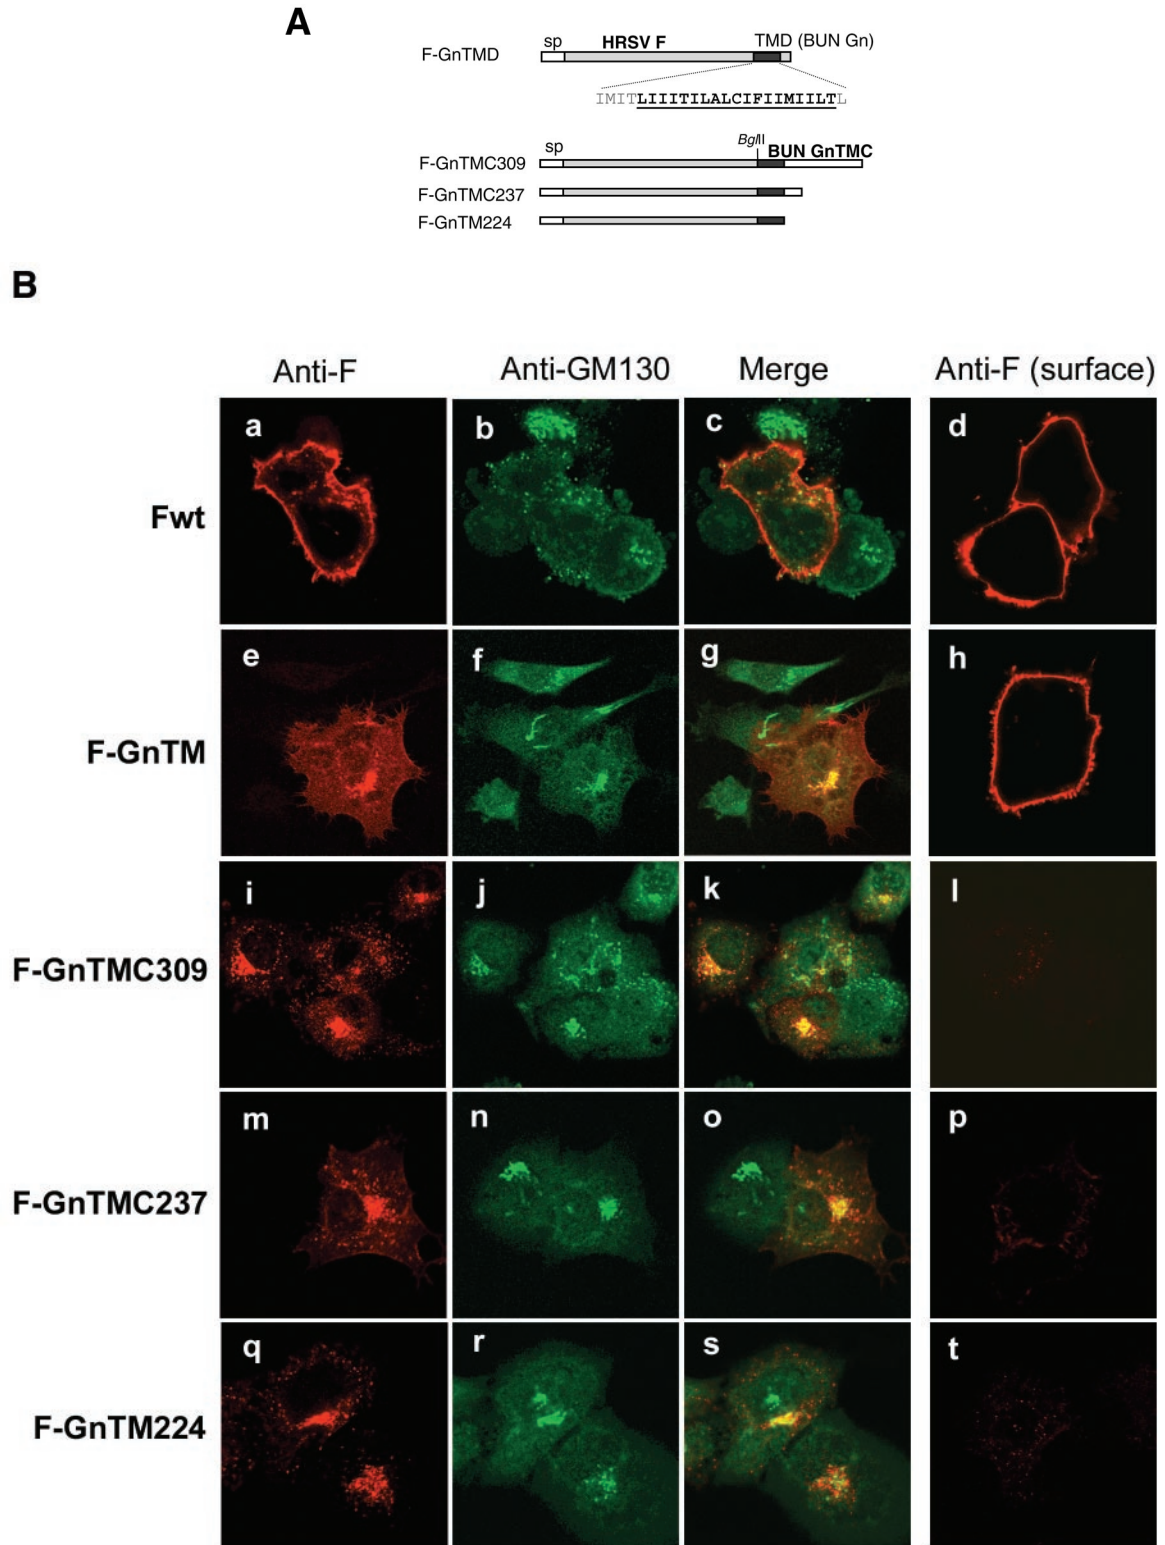 A
sp HRSV F TMD (BUN Gn)
F-GnTMD
IMITLIIITILALCIFIIMIILTL
BglII
sp BUN GnTMC
F-GnTMC309
F-GnTMC237
F-GnTM224
B
Anti-F Anti-GM130 Merge Anti-F (surface)
a b c d
Fwt
e f g h
F-GnTM
i j k l
F-GnTMC309
m n o p
F-GnTMC237
q r s t
F-GnTM224